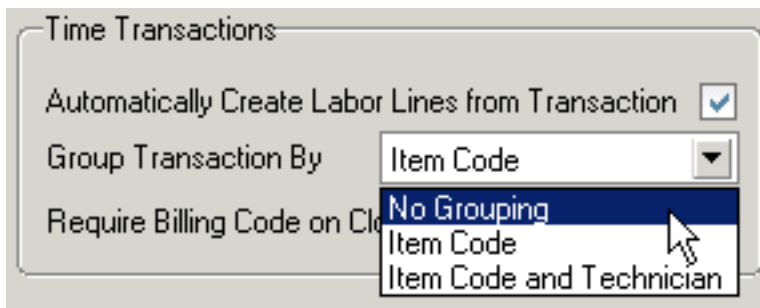 Time Transactions
Automatically Create Labor Lines from Transaction
Group Transaction By Item Code
No Grouping
Require Billing Code on Clo
Item Code
Item Code and Technician